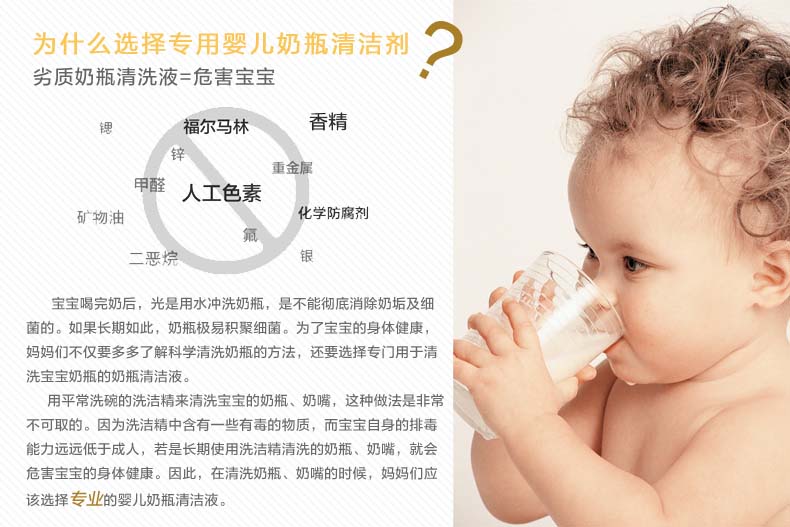 为什么选择专用婴儿奶瓶清洁剂?
劣质奶瓶清洗液=危害宝宝
锶
福尔马林
香精
锌
重金属
甲醛
人工色素
矿物油
化学防腐剂
氟
二恶烷
银
宝宝喝完奶后，光是用水冲洗奶瓶，是不能彻底消除奶垢及细
菌的。如果长期如此，奶瓶极易积聚细菌。为了宝宝的身体健康，
妈妈们不仅要多多了解科学清洗奶瓶的方法，还要选择专门用于清
洗宝宝奶瓶的奶瓶清洁液。
用平常洗碗的洗洁精来清洗宝宝的奶瓶、奶嘴，这种做法是非常
不可取的。因为洗洁精中含有一些有毒的物质，而宝宝自身的排毒
能力远远低于成人，若是长期使用洗洁精清洗的奶瓶、奶嘴，就会
危害宝宝的身体健康。因此，在清洗奶瓶、奶嘴的时候，妈妈们应
该选择专业的婴儿奶瓶清洁液。